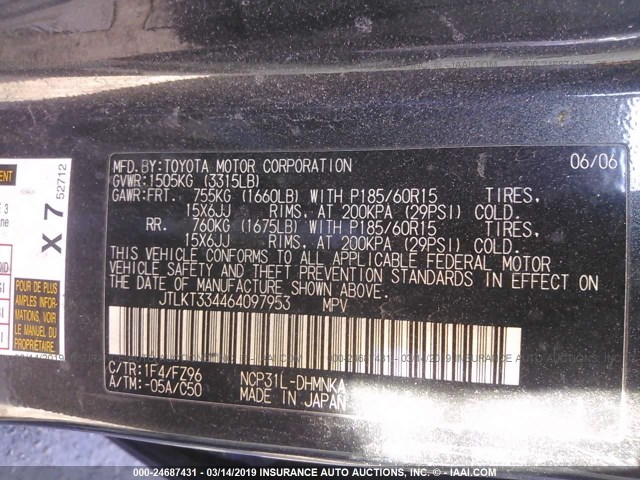 MFD.BY:TOYOTA MOTOR CORPORATION 06/06
GVWR:1505KG (3315LB)
GAWR:FRT. 755KG (1660LB) WITH P185/60R15 TIRES,
15X6JJ RIMS, AT 200KPA (29PSI) COLD.
RR. 760KG (1675LB) WITH P185/60R15 TIRES,
15X6JJ RIMS, AT 200KPA (29PSI) COLD.
THIS VEHICLE CONFORMS TO ALL APPLICABLE FEDERAL MOTOR
VEHICLE SAFETY AND THEFT PREVENTION STANDARDS IN EFFECT ON
THE DATE OF MANUFACTURE SHOWN ABOVE.
JTLKT334464097953 MPV
C/TR:1F4/FZ96 NCP31L-DHMNKA
A/TM:-05A/C50 MADE IN JAPAN
X 7
52712
POUR DE PLUS
AMPLES
VOIR
LE MANUEL DU
PROPRIÉTAIRE.
000-24687431 - 03/14/2019 INSURANCE AUTO AUCTIONS, INC. - IAAI.COM